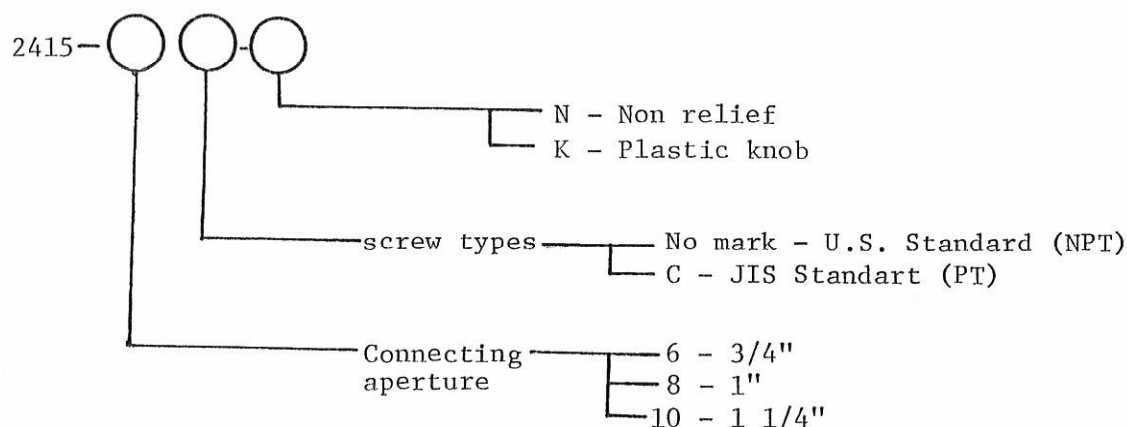 2415-
-
N - Non relief
K - Plastic knob
screw types
No mark - U.S. Standard (NPT)
C - JIS Standart (PT)
Connecting
aperture
6 - 3/4"
8 - 1"
10 - 1 1/4"